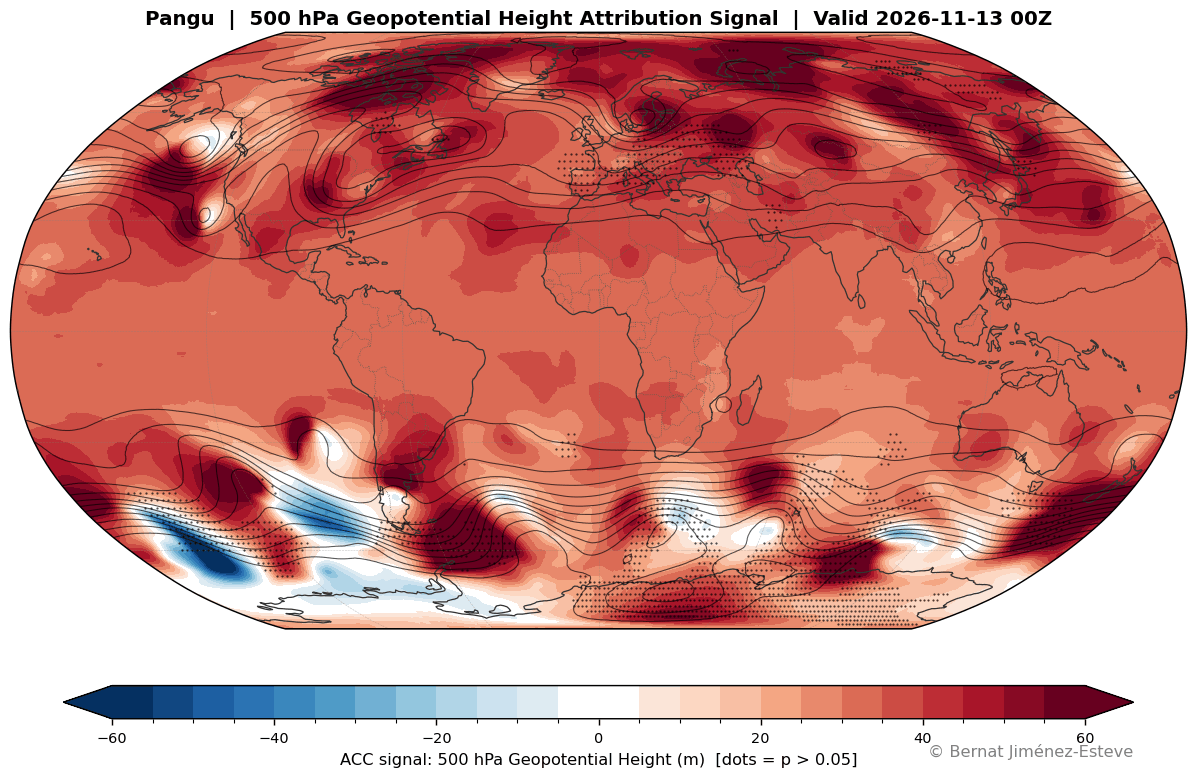 Pangu | 500 hPa Geopotential Height Attribution Signal | Valid 2026-11-13 00Z
−60 −40 −20 0 20 40 60
© Bernat Jiménez-Esteve
ACC signal: 500 hPa Geopotential Height (m) [dots = p > 0.05]